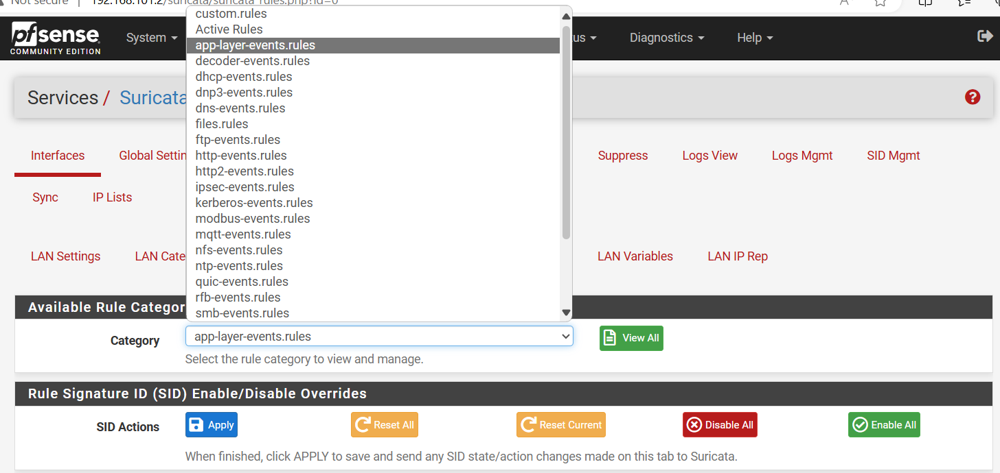 Not secure | 192.168.101.2/suricata/suricata_rules.php?id=0
pfsense
COMMUNITY EDITION
System
Diagnostics
Help
custom.rules
Active Rules
app-layer-events.rules
decoder-events.rules
dhcp-events.rules
dnp3-events.rules
dns-events.rules
files.rules
ftp-events.rules
http-events.rules
http2-events.rules
ipsec-events.rules
kerberos-events.rules
modbus-events.rules
mqtt-events.rules
nfs-events.rules
ntp-events.rules
quic-events.rules
rfb-events.rules
smb-events.rules
Services / Suricata
Interfaces
Global Settin
Suppress
Logs View
Logs Mgmt
SID Mgmt
Sync
IP Lists
LAN Settings
LAN Cate
LAN Variables
LAN IP Rep
Available Rule Categor
Category
app-layer-events.rules
View All
Select the rule category to view and manage.
Rule Signature ID (SID) Enable/Disable Overrides
SID Actions
Apply
Reset All
Reset Current
Disable All
Enable All
When finished, click APPLY to save and send any SID state/action changes made on this tab to Suricata.